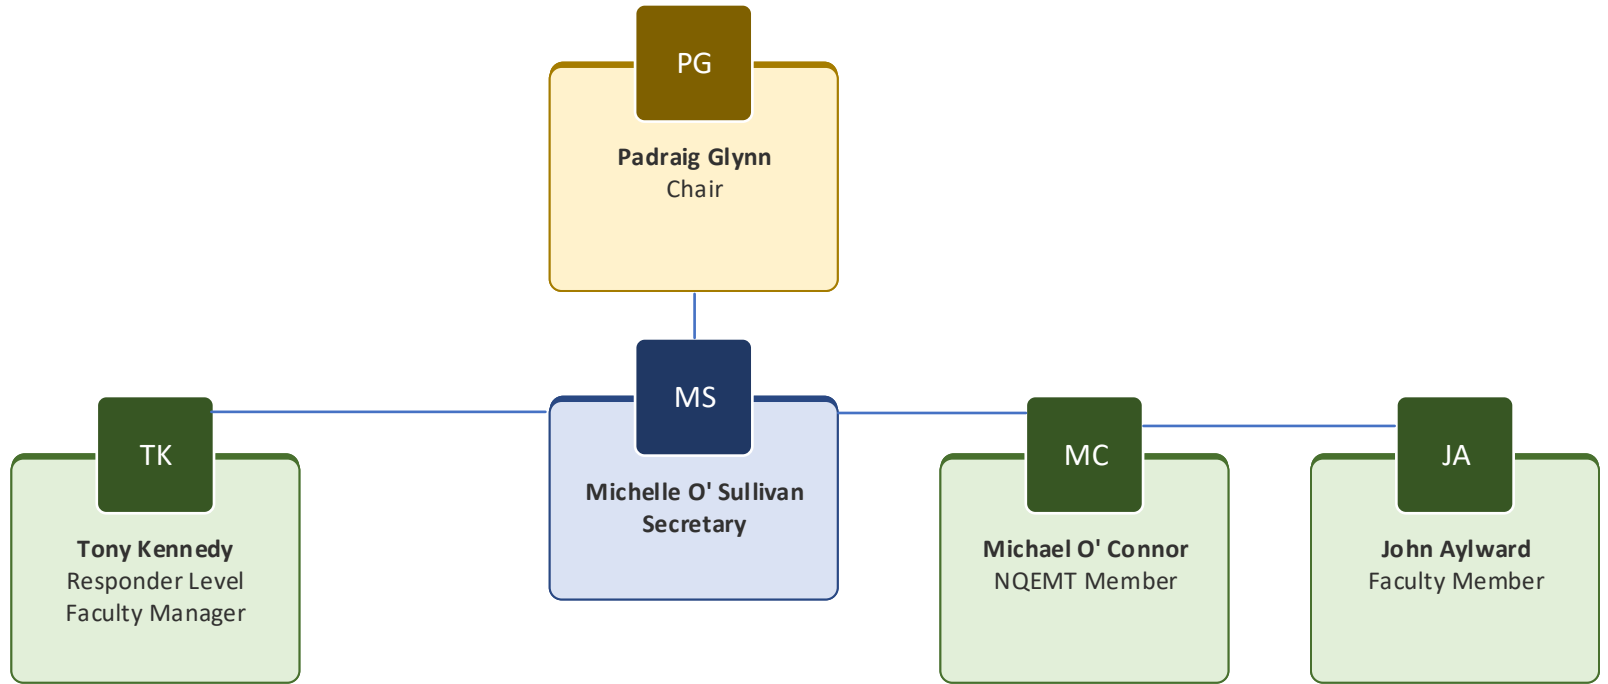 PG
Padraig Glynn
Chair
MS
Michelle O' Sullivan
Secretary
TK
Tony Kennedy
Responder Level
Faculty Manager
MC
Michael O' Connor
NQEMT Member
JA
John Aylward
Faculty Member